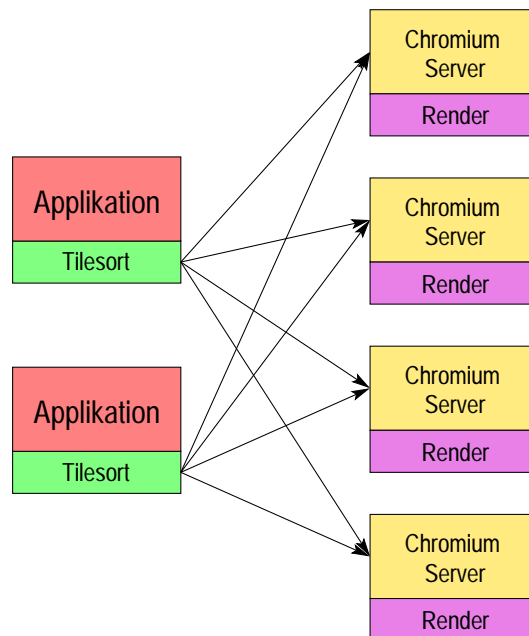 Chromium
Server
Render
Applikation
Tilesort
Chromium
Server
Render
Applikation
Tilesort
Chromium
Server
Render
Chromium
Server
Render